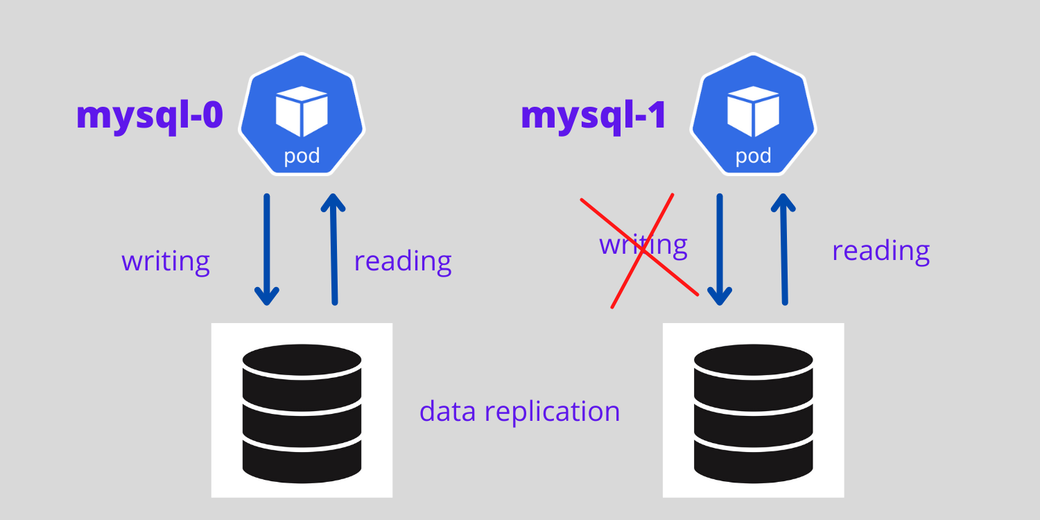 mysql-0
pod
mysql-1
pod
writing
reading
writing
reading
data replication